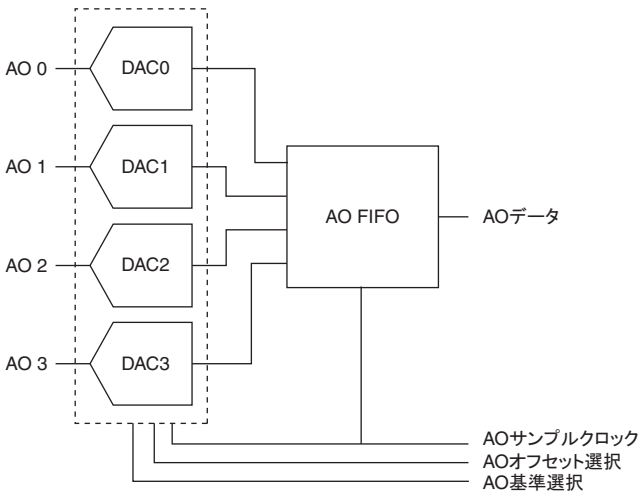 AO 0
DAC0
AO 1
DAC1
AO FIFO
AOデータ
AO 2
DAC2
AO 3
DAC3
AOサンプルクロック
AOオフセット選択
AO基準選択